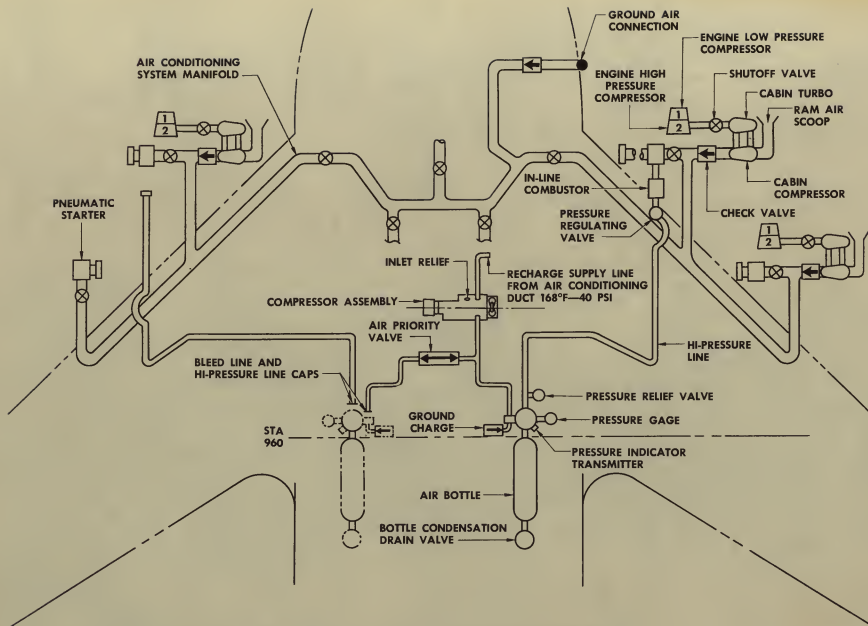 GROUND AIR
CONNECTION
ENGINE LOW PRESSURE
COMPRESSOR
AIR CONDITIONING
SYSTEM MANIFOLD
ENGINE HIGH
PRESSURE
COMPRESSOR
SHUTOFF VALVE
CABIN TURBO
RAM AIR
SCOOP
1
2
1
2
IN-LINE
COMBUSTOR
CABIN
COMPRESSOR
PNEUMATIC
STARTER
PRESSURE
REGULATING
VALVE
CHECK VALVE
1
2
INLET RELIEF
RECHARGE SUPPLY LINE
FROM AIR CONDITIONING
DUCT 168°F—40 PSI
COMPRESSOR ASSEMBLY
AIR PRIORITY
VALVE
HI-PRESSURE
LINE
BLEED LINE AND
HI-PRESSURE LINE CAPS
PRESSURE RELIEF VALVE
GROUND
CHARGE
PRESSURE GAGE
STA
960
PRESSURE INDICATOR
TRANSMITTER
AIR BOTTLE
BOTTLE CONDENSATION
DRAIN VALVE